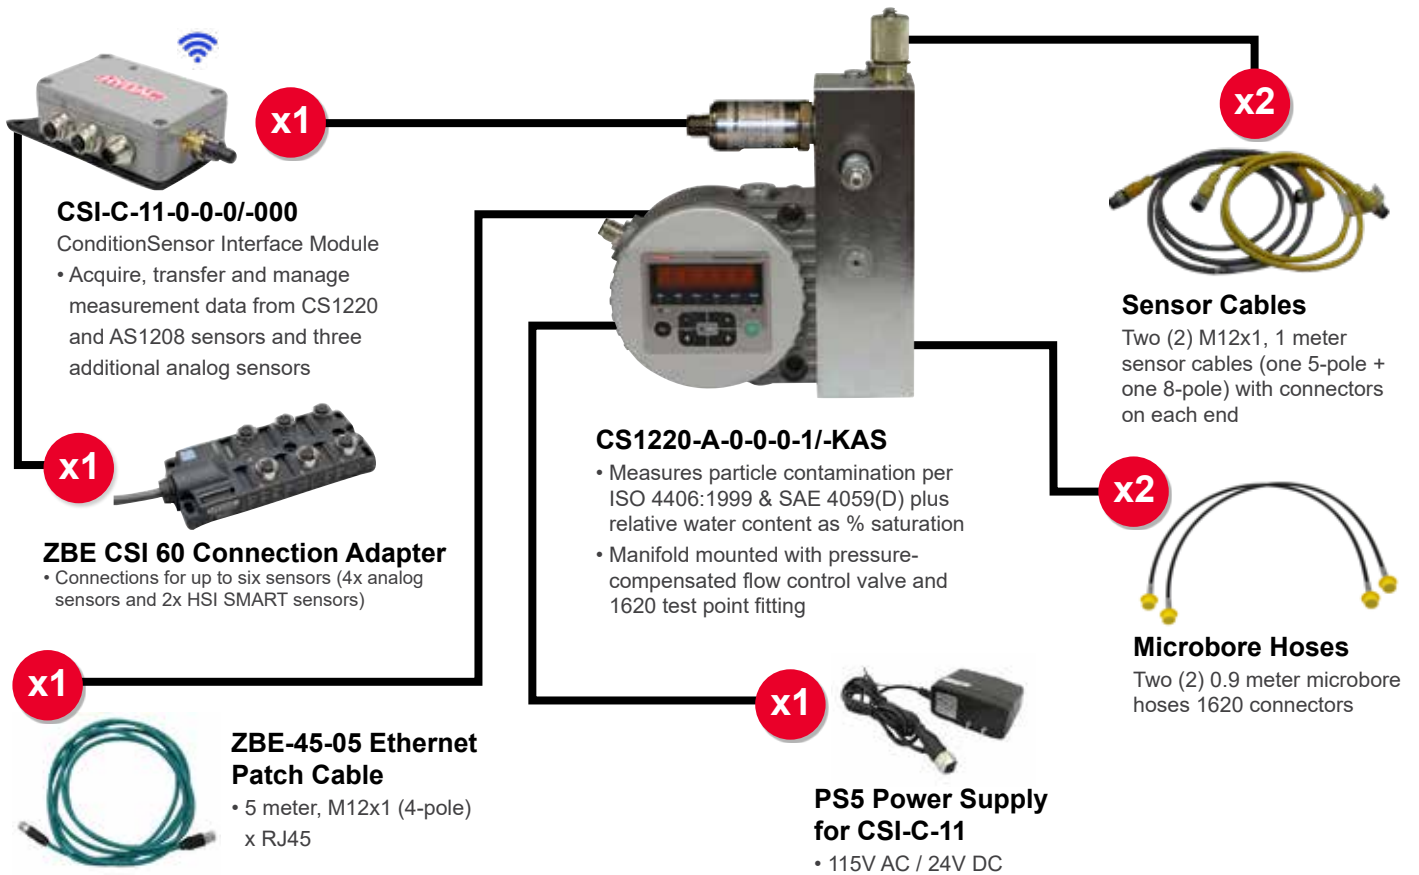 HYDAC
x1
x2
CSI-C-11-0-0-0/-000
ConditionSensor Interface Module
• Acquire, transfer and manage
measurement data from CS1220
and AS1208 sensors and three
additional analog sensors
Sensor Cables
Two (2) M12x1, 1 meter
sensor cables (one 5-pole +
one 8-pole) with connectors
on each end
x1
ZBE CSI 60 Connection Adapter
• Connections for up to six sensors (4x analog
sensors and 2x HSI SMART sensors)
CS1220-A-0-0-0-1/-KAS
• Measures particle contamination per
ISO 4406:1999 & SAE 4059(D) plus
relative water content as % saturation
• Manifold mounted with pressure-
compensated flow control valve and
1620 test point fitting
x2
Microbore Hoses
Two (2) 0.9 meter microbore
hoses 1620 connectors
x1
ZBE-45-05 Ethernet
Patch Cable
• 5 meter, M12x1 (4-pole)
x RJ45
x1
PS5 Power Supply
for CSI-C-11
• 115V AC / 24V DC